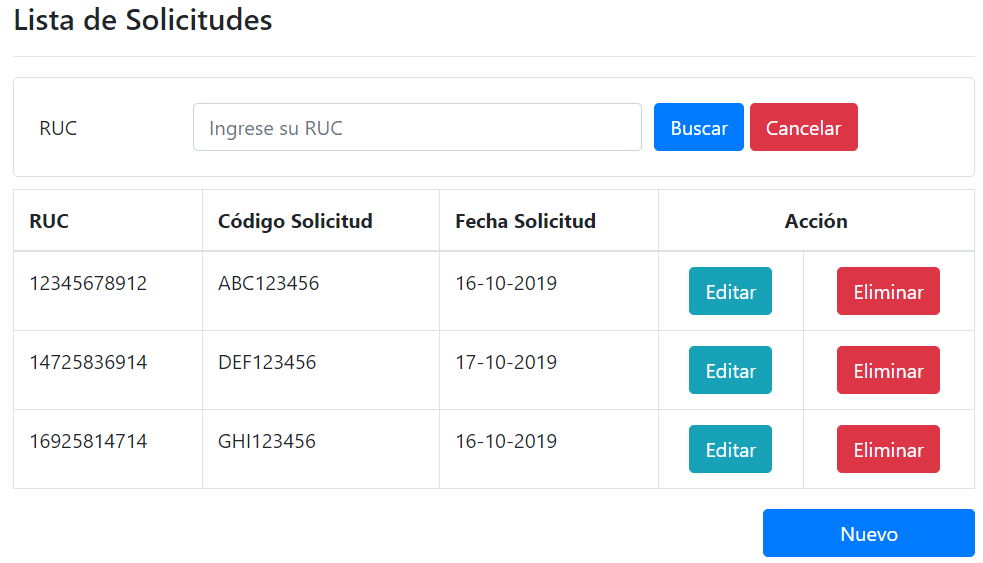 Lista de Solicitudes
RUC Ingrese su RUC Buscar Cancelar
RUC Código Solicitud Fecha Solicitud Acción
12345678912 ABC123456 16-10-2019 Editar Eliminar
14725836914 DEF123456 17-10-2019 Editar Eliminar
16925814714 GHI123456 16-10-2019 Editar Eliminar
Nuevo